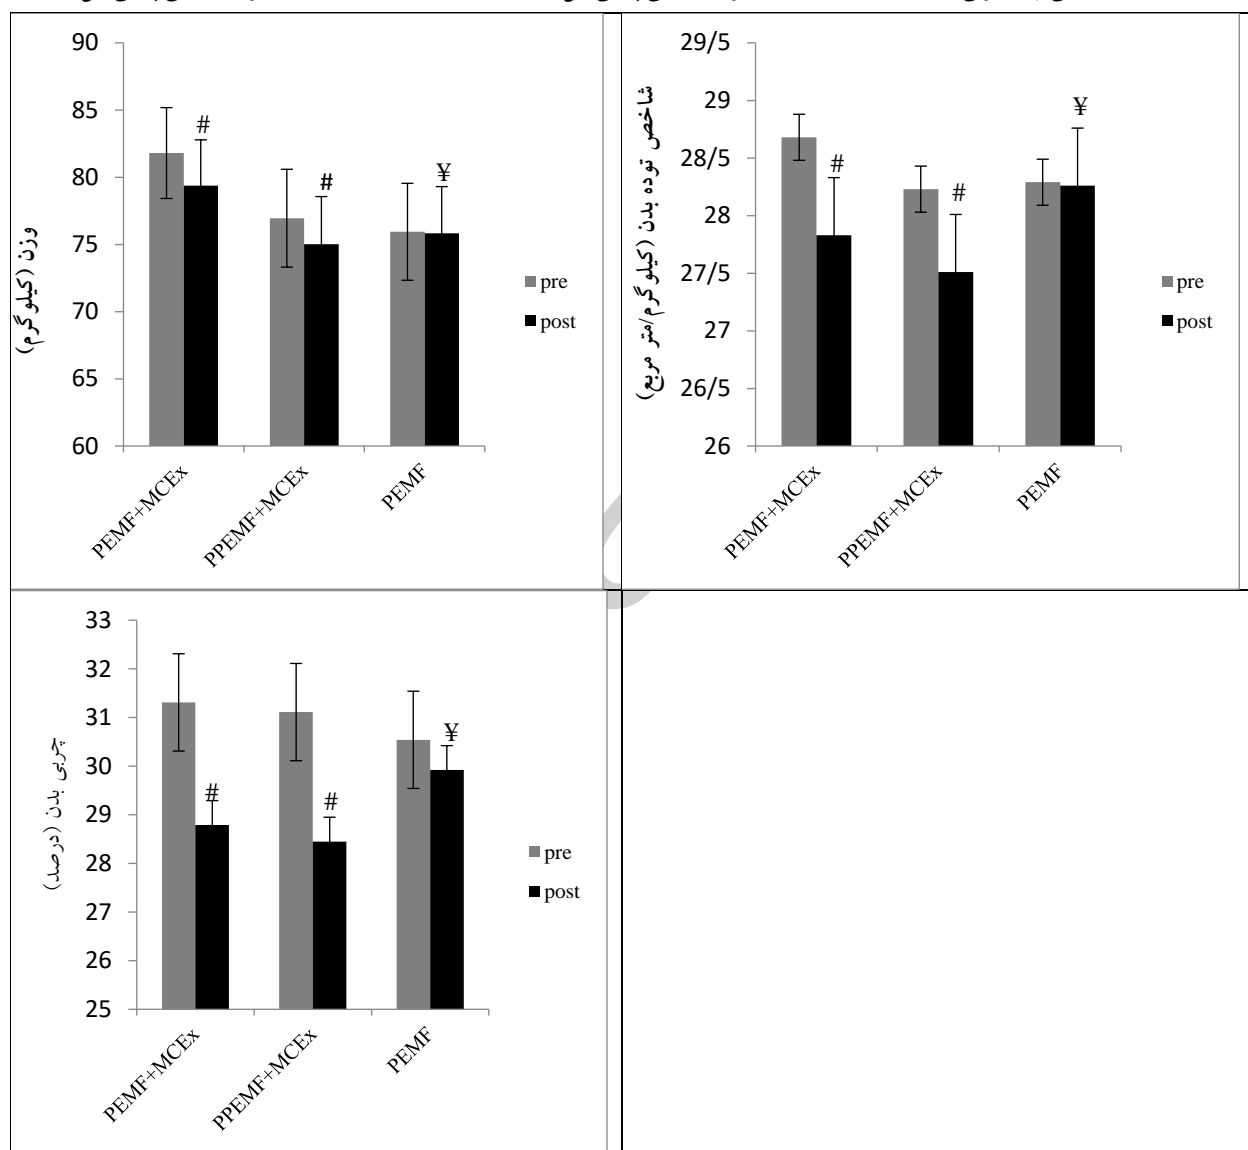 90
85
80
75
70
65
60
وزن (کیلوگرم)
#
#
¥
pre
post
PEMF+MCEx
PPEMF+MCEx
PEMF
29/5
29
28/5
28
27/5
27
26/5
26
شاخص توده بدن (کیلوگرم/متر مربع)
#
#
¥
pre
post
PEMF+MCEx
PPEMF+MCEx
PEMF
33
32
31
30
29
28
27
26
25
چربی بدن (درصد)
#
#
¥
pre
post
PEMF+MCEx
PPEMF+MCEx
PEMF